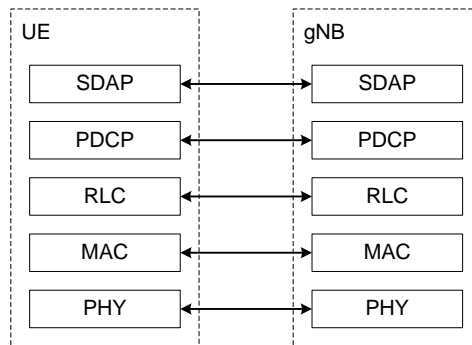 UE gNB
SDAP SDAP
PDCP PDCP
RLC RLC
MAC MAC
PHY PHY